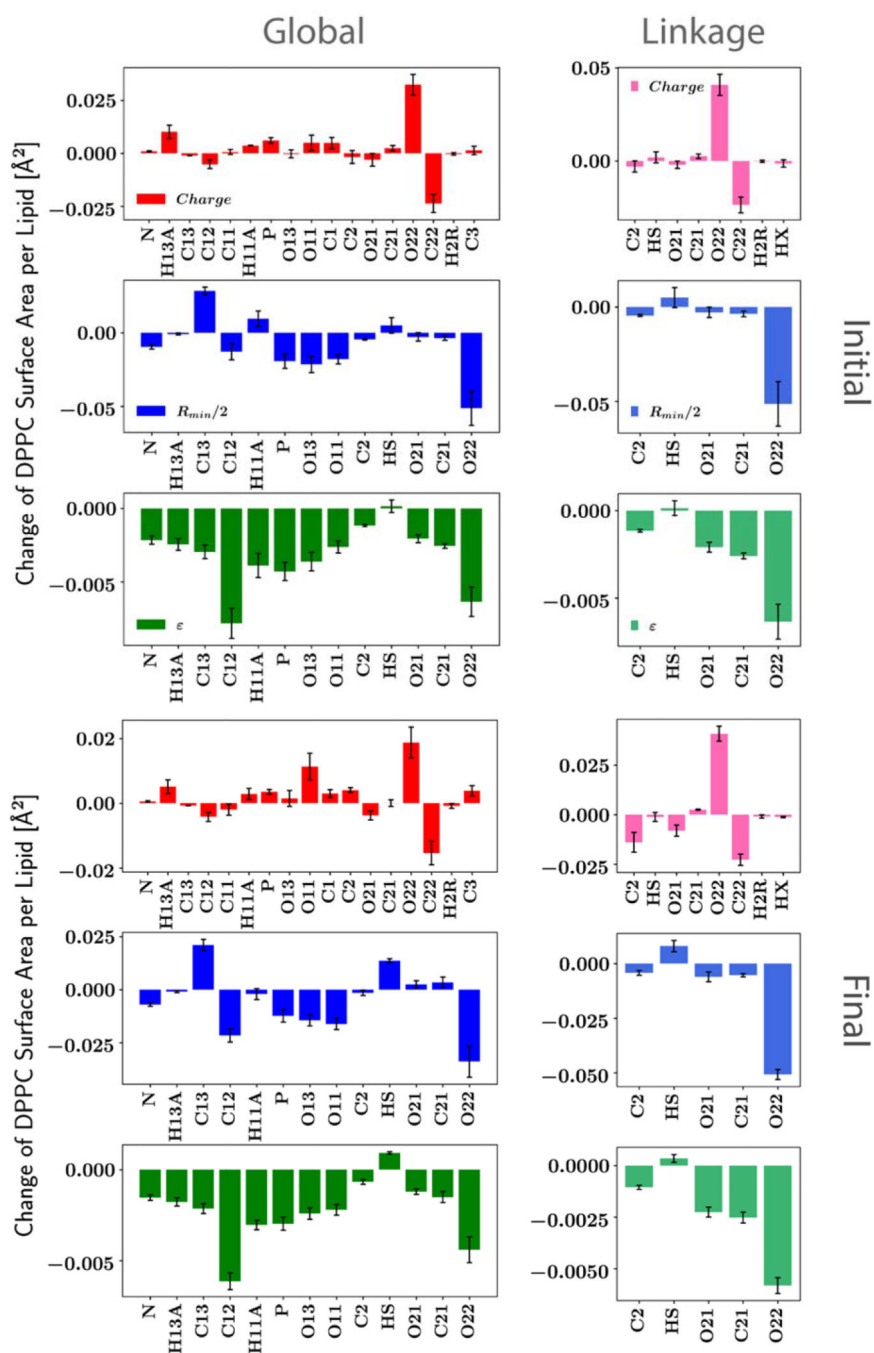 Global
Linkage
Change of DPPC Surface Area per Lipid [Å²]
Initial
0.025
0.000
−0.025
Charge
N H13A C13 C12 C11 H11A P O13 O11 C1 C2 O21 C21 O22 C22 H2R C3
0.05
0.00
Charge
C2 HS O21 C21 O22 C22 H2R HX
0.00
−0.05
R_min/2
N H13A C13 C12 H11A P O13 O11 C2 HS O21 C21 O22
0.00
−0.05
R_min/2
C2 HS O21 C21 O22
0.000
−0.005
ε
N H13A C13 C12 H11A P O13 O11 C2 HS O21 C21 O22
0.000
−0.005
ε
C2 HS O21 C21 O22
Change of DPPC Surface Area per Lipid [Å²]
Final
0.02
0.00
−0.02
N H13A C13 C12 C11 H11A P O13 O11 C1 C2 O21 C21 O22 C22 H2R C3
0.025
0.000
−0.025
C2 HS O21 C21 O22 C22 H2R HX
0.025
0.000
−0.025
N H13A C13 C12 H11A P O13 O11 C2 HS O21 C21 O22
0.000
−0.025
−0.050
C2 HS O21 C21 O22
0.000
−0.005
N H13A C13 C12 H11A P O13 O11 C2 HS O21 C21 O22
0.0000
−0.0025
−0.0050
C2 HS O21 C21 O22